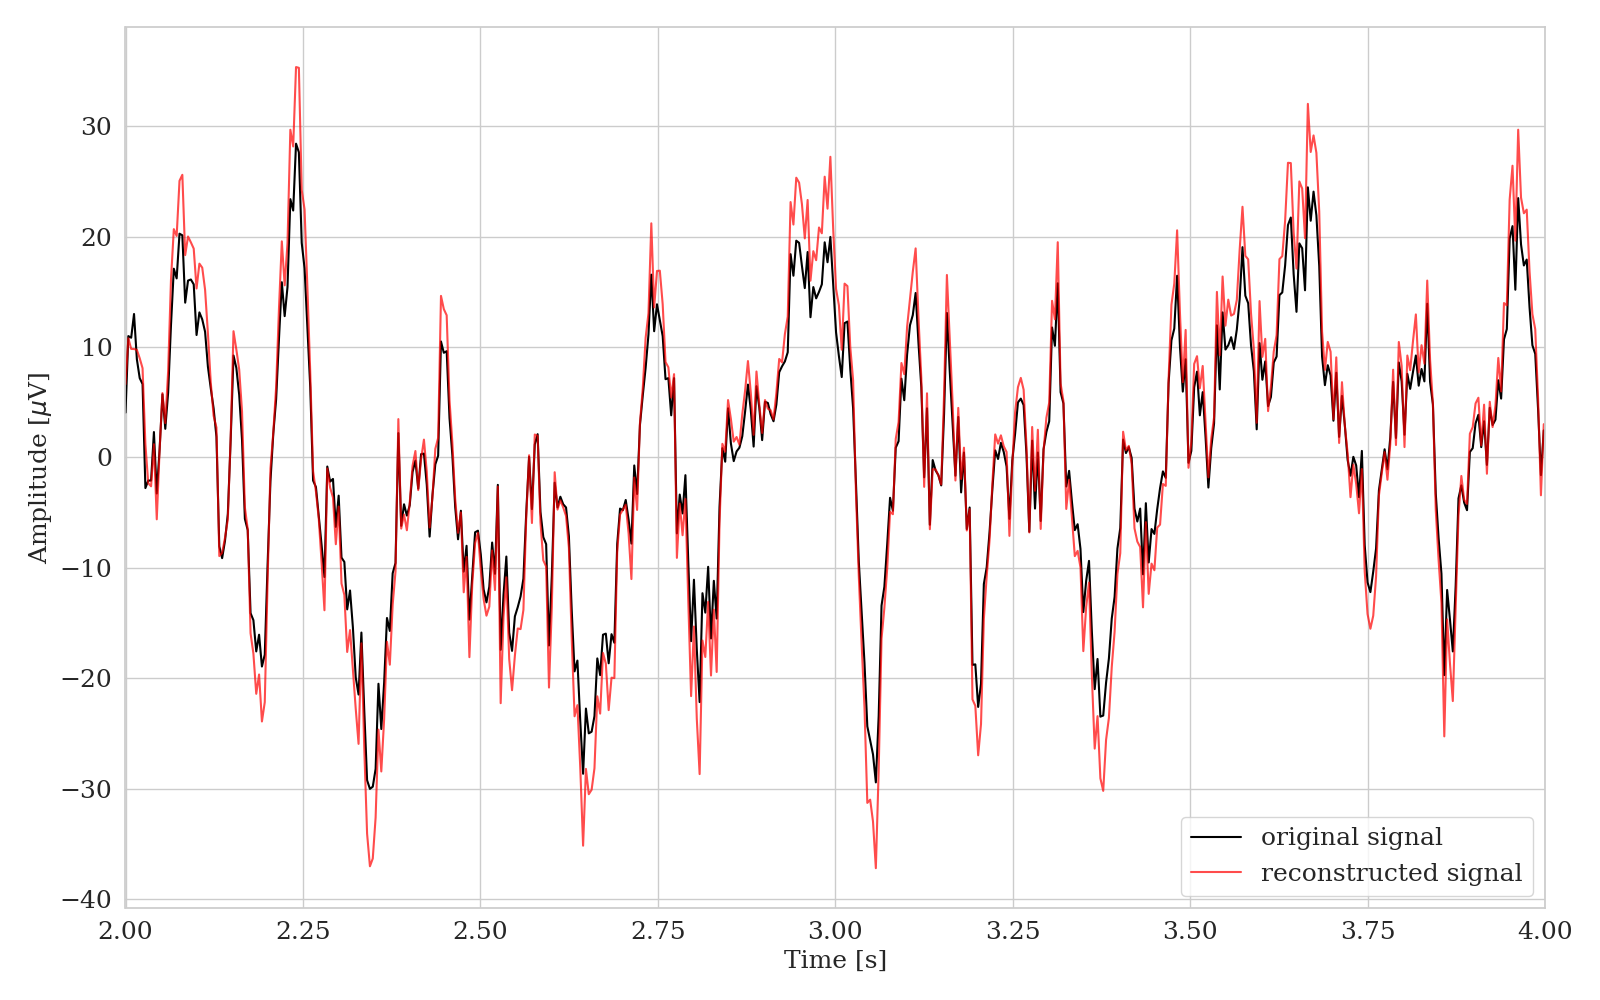 Amplitude [μV]
30
20
10
0
−10
−20
−30
−40
2.00 2.25 2.50 2.75 3.00 3.25 3.50 3.75 4.00
Time [s]
original signal
reconstructed signal